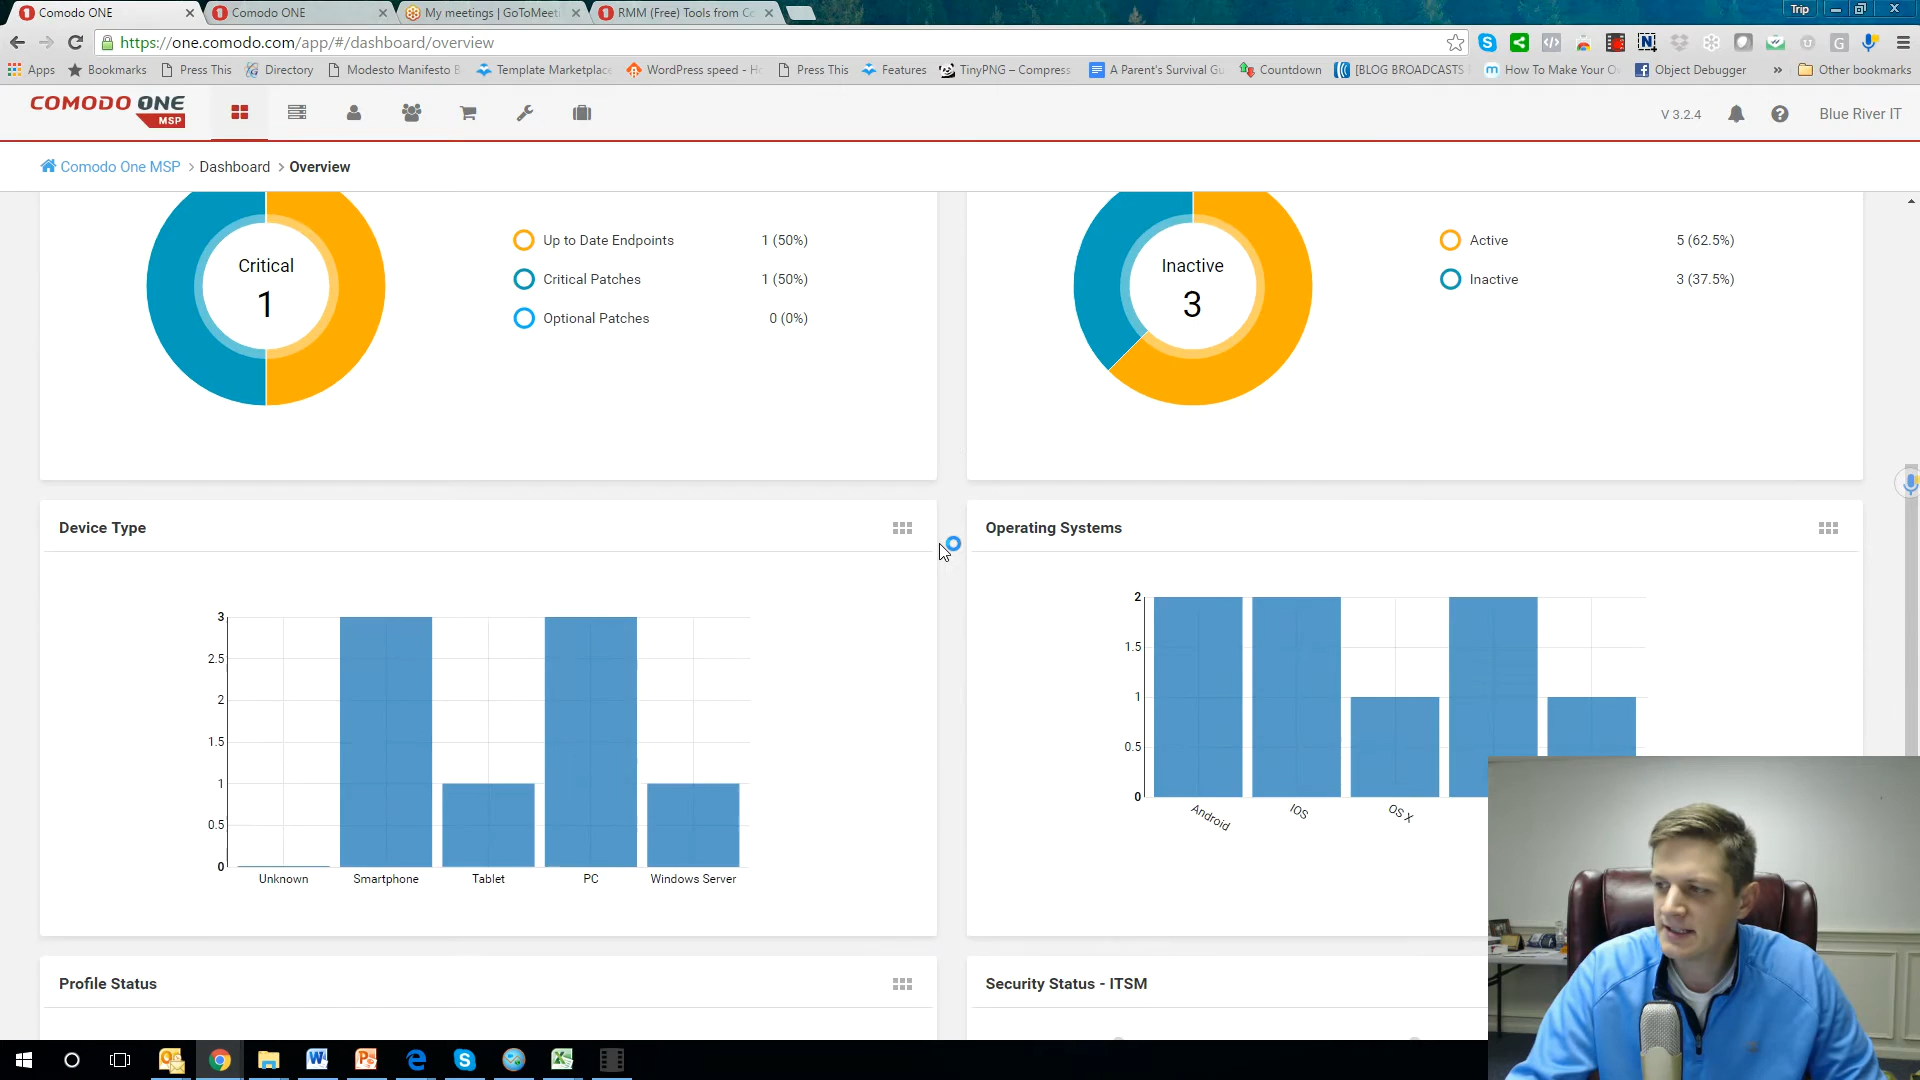 Comodo ONE
Comodo ONE
My meetings | GoToMeeti
RMM (Free) Tools from Co
Trip
https://one.comodo.com/app/#/dashboard/overview
Apps
Bookmarks
Press This
Directory
Modesto Manifesto B
Template Marketplace
WordPress speed - Ho
Press This
Features
TinyPNG – Compress
A Parent's Survival Gu
Countdown
[BLOG BROADCASTS
How To Make Your O
Object Debugger
»
Other bookmarks
COMODO ONE
MSP
V 3.2.4
Blue River IT
Comodo One MSP > Dashboard > Overview
Critical
1
Up to Date Endpoints 1 (50%)
Critical Patches 1 (50%)
Optional Patches 0 (0%)
Inactive
3
Active 5 (62.5%)
Inactive 3 (37.5%)
Device Type
3
2.5
2
1.5
1
0.5
0
Unknown Smartphone Tablet PC Windows Server
Operating Systems
2
1.5
1
0.5
0
Android IOS OS X
Profile Status
Security Status - ITSM